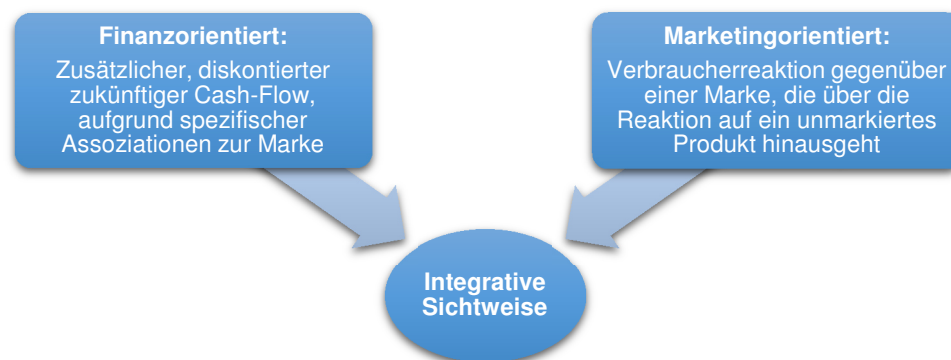 Finanzorientiert:
Zusätzlicher, diskontierter
zukünftiger Cash-Flow,
aufgrund spezifischer
Assoziationen zur Marke
Marketingorientiert:
Verbraucherreaktion gegenüber
einer Marke, die über die
Reaktion auf ein unmarkiertes
Produkt hinausgeht
Integrative
Sichtweise